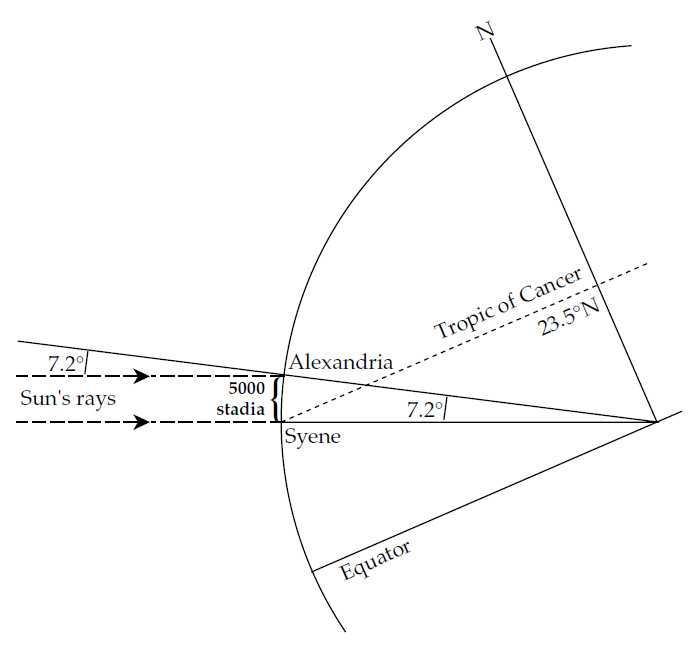 N
Tropic of Cancer
23.5°N
Alexandria
7.2°
5000
stadia
Sun's rays
7.2°
Syene
Equator